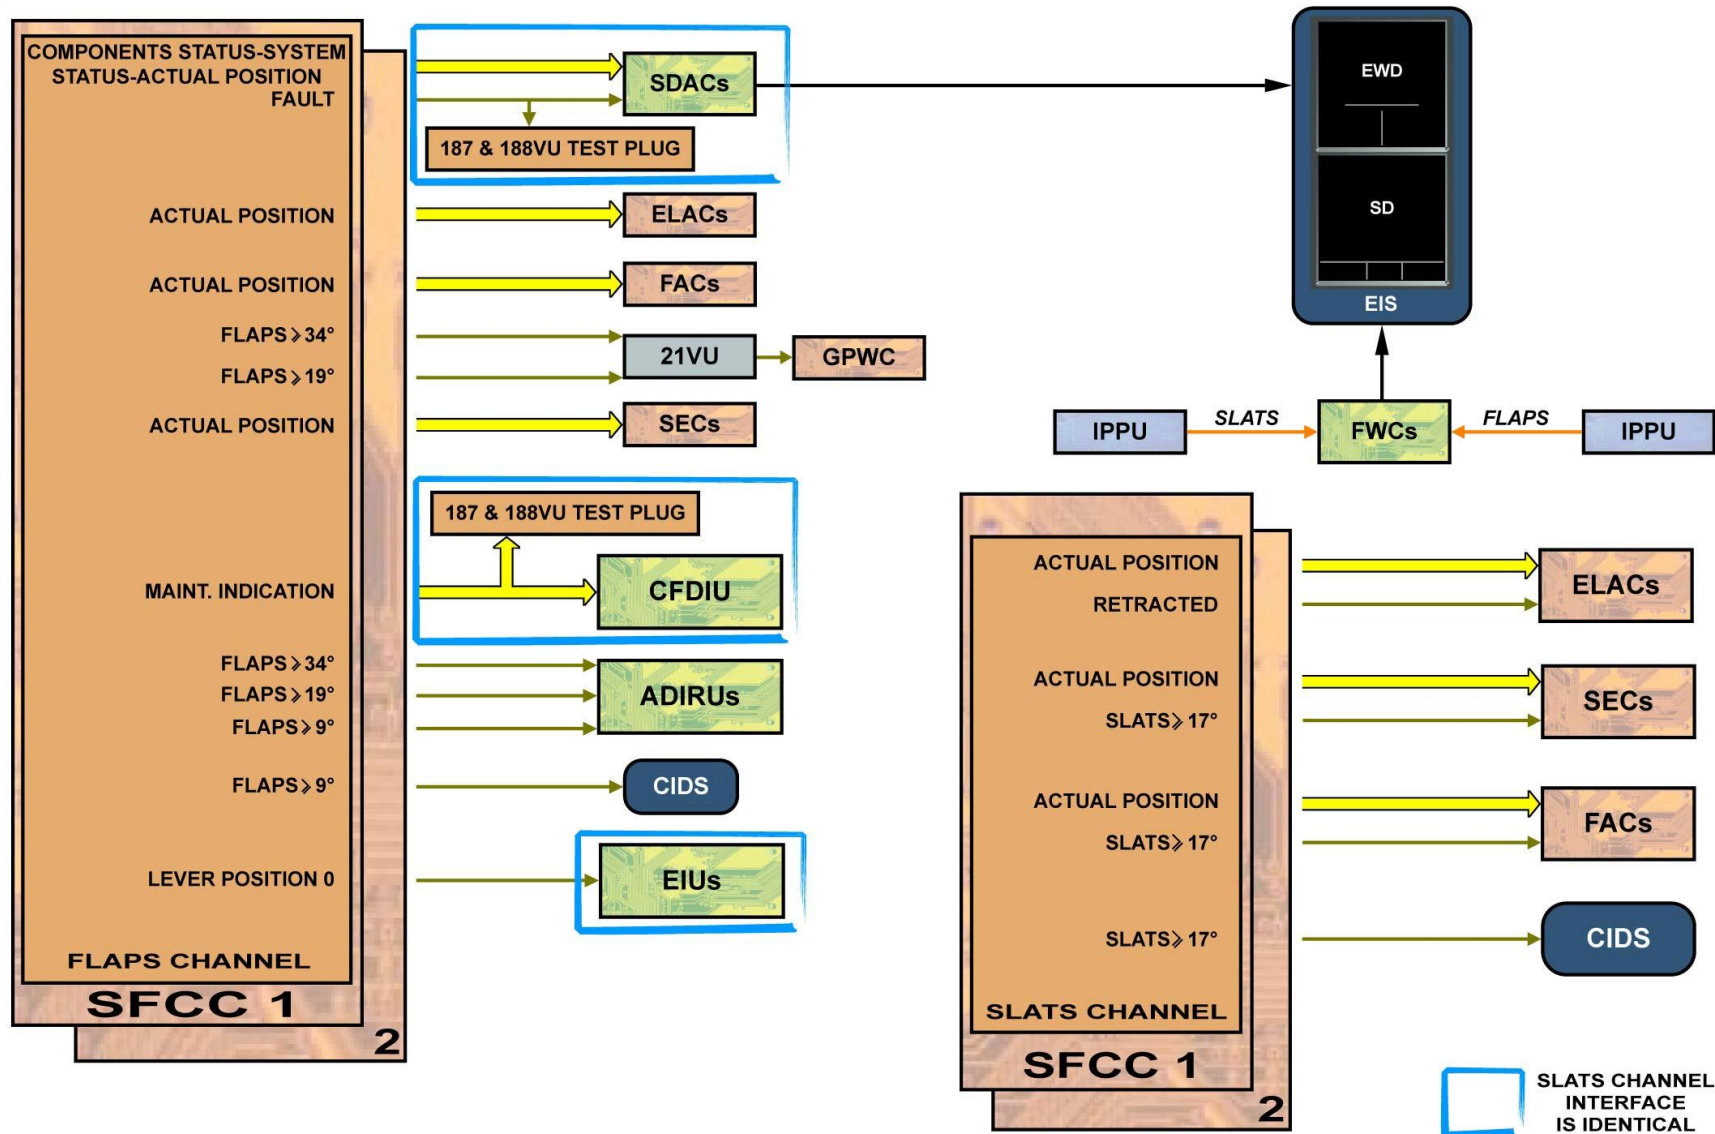 COMPONENTS STATUS-SYSTEM
STATUS-ACTUAL POSITION
FAULT
SDACs
187 & 188VU TEST PLUG
ACTUAL POSITION
ELACs
ACTUAL POSITION
FACs
FLAPS ⩾ 34°
FLAPS ⩾ 19°
21VU
GPWC
ACTUAL POSITION
SECs
187 & 188VU TEST PLUG
MAINT. INDICATION
CFDIU
FLAPS ⩾ 34°
FLAPS ⩾ 19°
FLAPS ⩾ 9°
ADIRUs
FLAPS ⩾ 9°
CIDS
LEVER POSITION 0
EIUs
FLAPS CHANNEL
SFCC 1
2
EWD
SD
EIS
IPPU
SLATS
FWCs
FLAPS
IPPU
ACTUAL POSITION
RETRACTED
ELACs
ACTUAL POSITION
SLATS ⩾ 17°
SECs
ACTUAL POSITION
SLATS ⩾ 17°
FACs
SLATS ⩾ 17°
CIDS
SLATS CHANNEL
SFCC 1
2
SLATS CHANNEL
INTERFACE
IS IDENTICAL